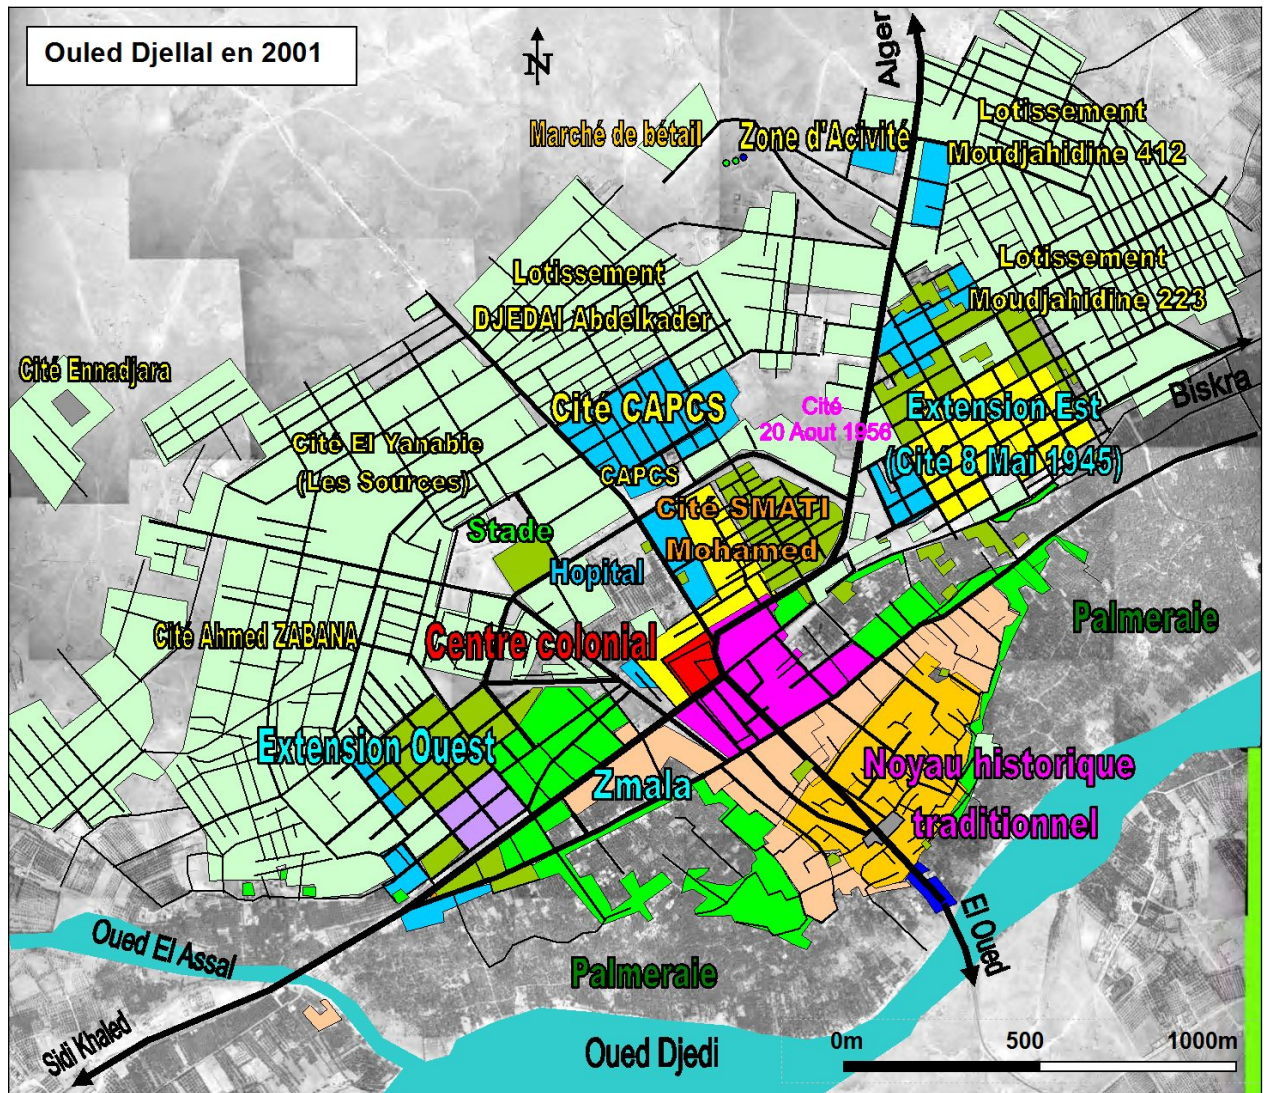 Ouled Djellal en 2001
N
Alger
Marché de bétail
Zone d'Acivité
Lotissement
Moudjahidine 412
Lotissement
Moudjahidine 223
Lotissement
DJEDAI Abdelkader
Cité Ennadjara
Cité El Yanabie
(Les Sources)
Cité CAPCS
CAPCS
Cité
20 Aout 1956
Extension Est
(Cité 8 Mai 1945)
Biskra
Cité SMATI
Mohamed
Stade
Hopital
Centre colonial
Cité Ahmed ZABANA
Palmeraie
Extension Ouest
Zmala
Noyau historique
traditionnel
El Oued
Oued El Assal
Palmeraie
Sidi Khaled
Oued Djedi
0m 500 1000m